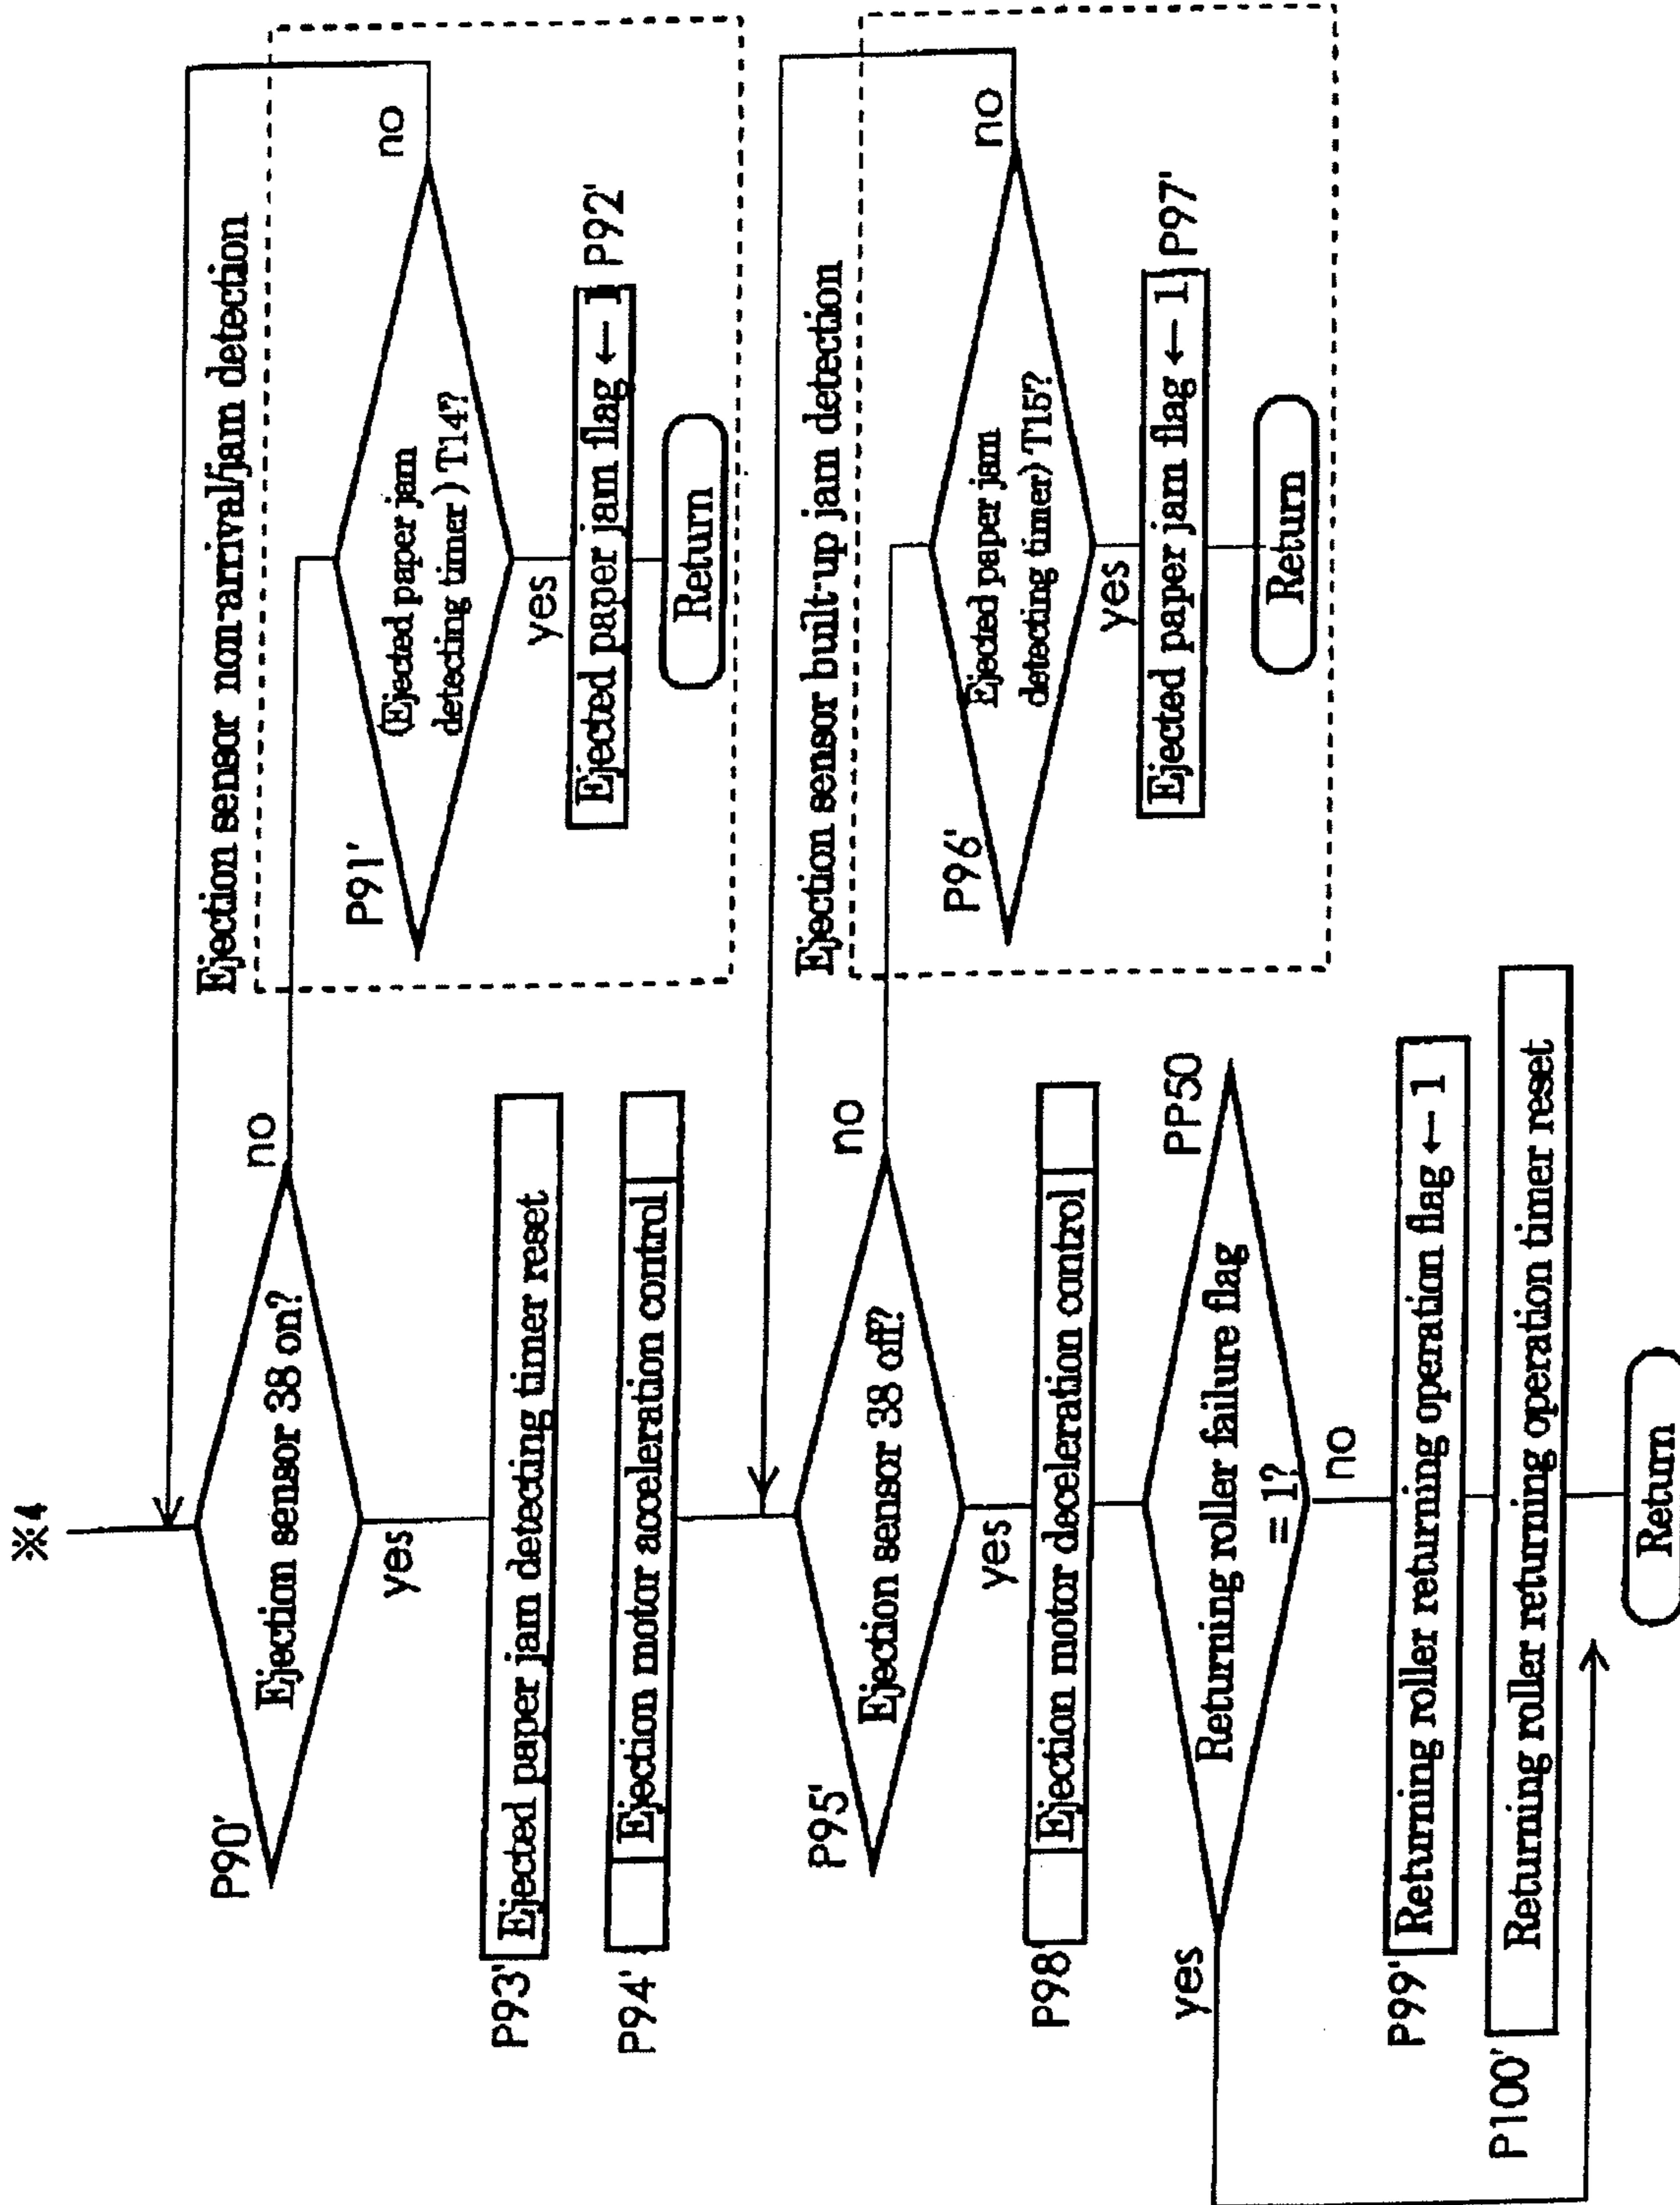 ※4
P90'
Ejection sensor 38 on?
no
yes
Ejection sensor non-arrival/jam detection
P91'
(Ejected paper jam
detecting timer) T14?
no
yes
Ejected paper jam flag ← 1
P92'
Return
P93'
Ejected paper jam detecting timer reset
P94'
Ejection motor acceleration control
P95'
Ejection sensor 38 off?
no
yes
Ejection sensor built-up jam detection
P96'
Ejected paper jam
detecting timer) T15?
no
yes
Ejected paper jam flag ← 1
P97'
Return
P98
Ejection motor deceleration control
PP50
Returning roller failure flag
= 1?
yes
no
P99'
Returning roller returning operation flag ← 1
P100'
Returning roller returning operation timer reset
Return